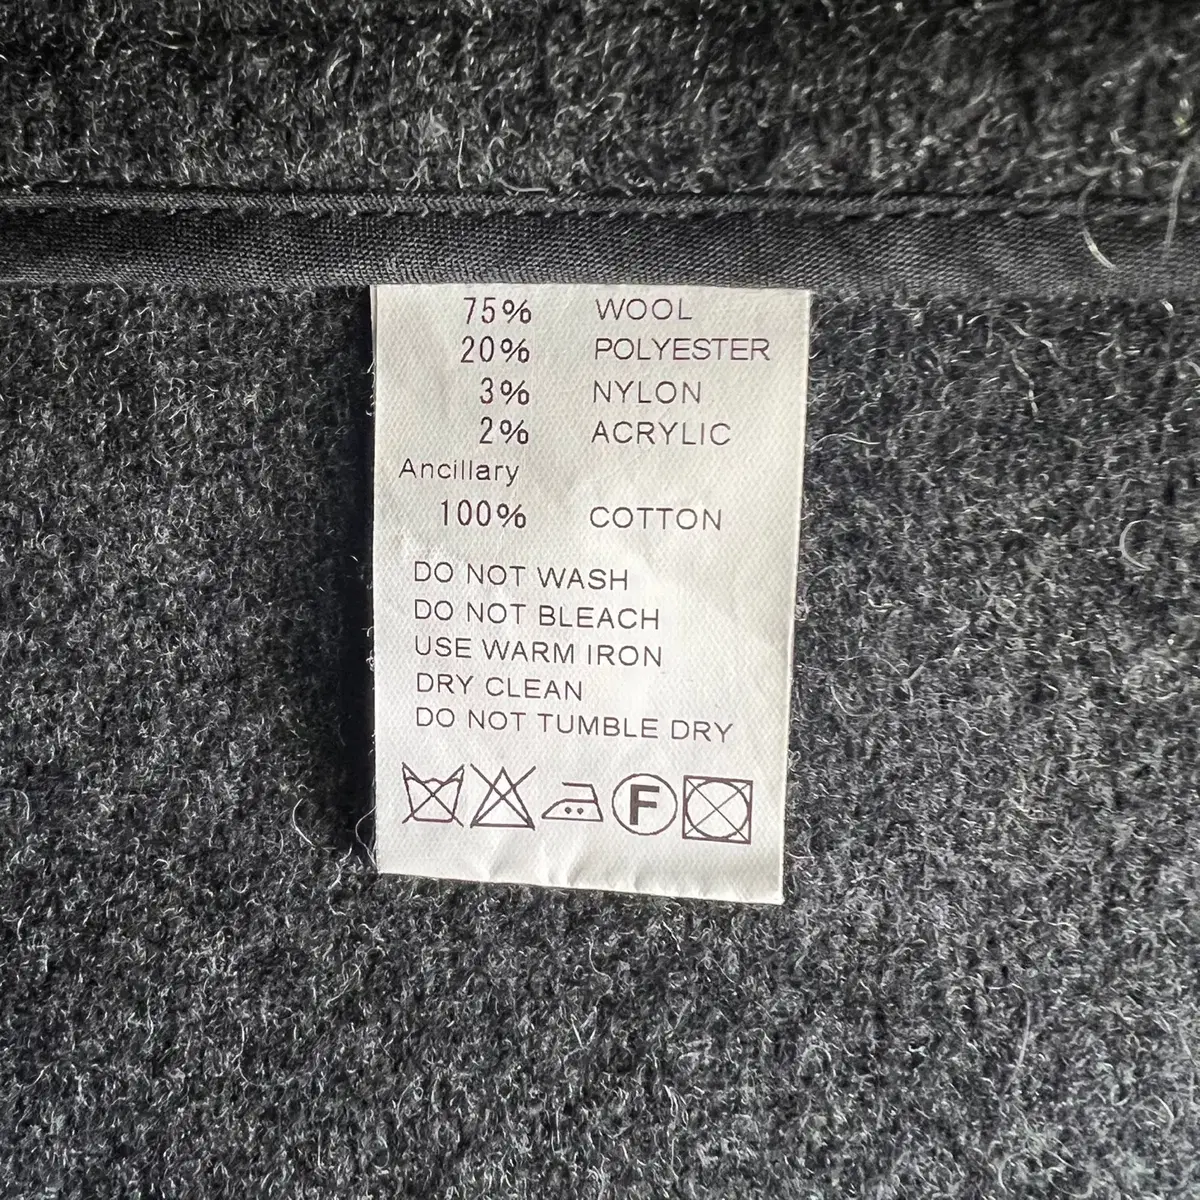 75% WOOL
20% POLYESTER
3% NYLON
2% ACRYLIC
Ancillary
100% COTTON
DO NOT WASH
DO NOT BLEACH
USE WARM IRON
DRY CLEAN
DO NOT TUMBLE DRY
F